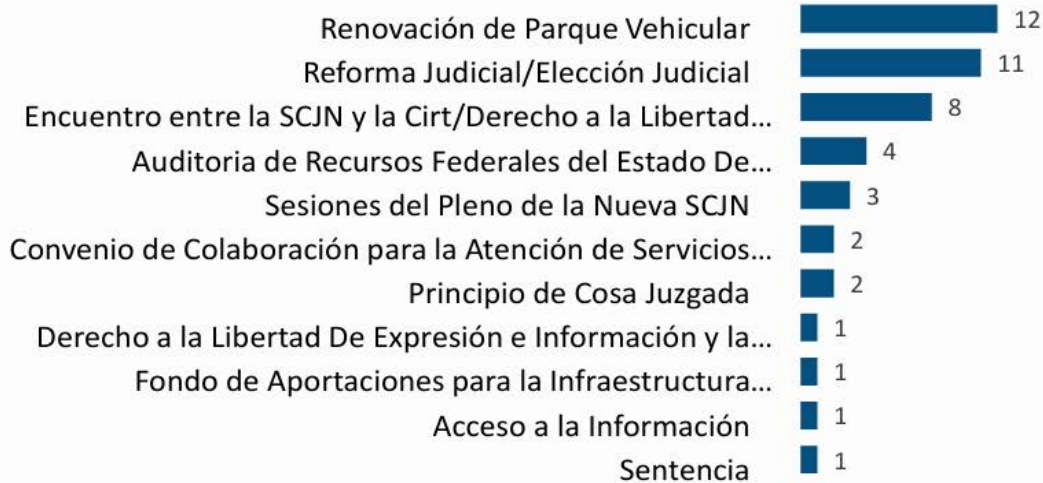 Renovación de Parque Vehicular 12
Reforma Judicial/Elección Judicial 11
Encuentro entre la SCJN y la Cirt/Derecho a la Libertad... 8
Auditoria de Recursos Federales del Estado De... 4
Sesiones del Pleno de la Nueva SCJN 3
Convenio de Colaboración para la Atención de Servicios... 2
Principio de Cosa Juzgada 2
Derecho a la Libertad De Expresión e Información y la... 1
Fondo de Aportaciones para la Infraestructura... 1
Acceso a la Información 1
Sentencia 1